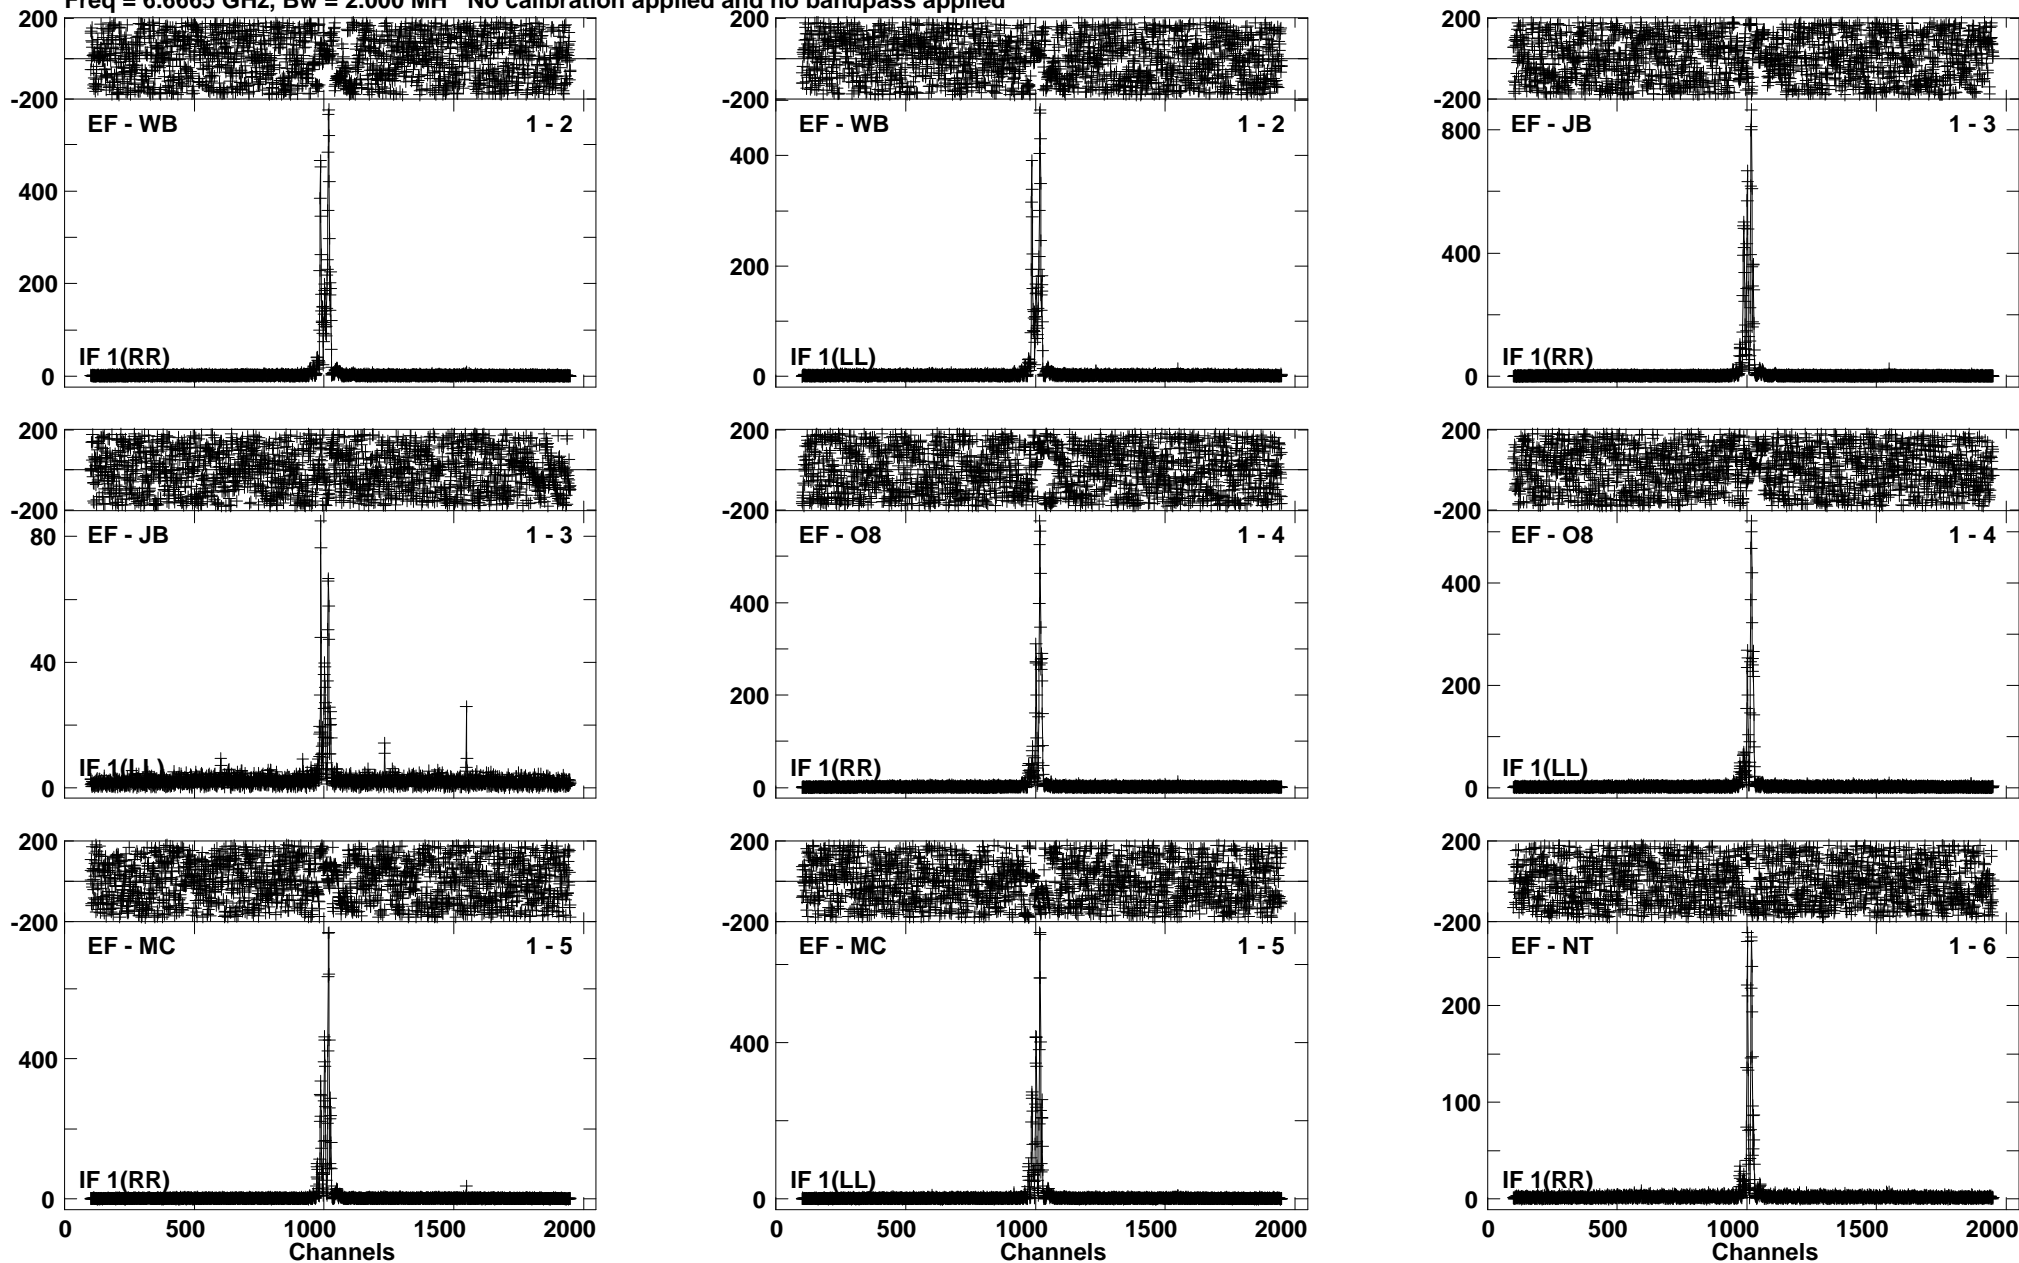 Freq = 6.6665 GHz, Bw = 2.000 MH No calibration applied and no bandpass applied
200
-200
EF - WB 1 - 2
400
200
IF 1(RR)
0
200
-200
EF - WB 1 - 2
400
200
IF 1(LL)
0
200
-200
800
EF - JB 1 - 3
400
IF 1(RR)
0
200
-200
80
EF - JB 1 - 3
40
IF 1(LL)
0
200
-200
EF - O8 1 - 4
400
200
IF 1(RR)
0
200
-200
EF - O8 1 - 4
400
200
IF 1(LL)
0
200
-200
EF - MC 1 - 5
400
IF 1(RR)
0
0 500 1000 1500 2000
Channels
200
-200
EF - MC 1 - 5
400
IF 1(LL)
0
0 500 1000 1500 2000
Channels
200
-200
EF - NT 1 - 6
200
100
IF 1(RR)
0
0 500 1000 1500 2000
Channels